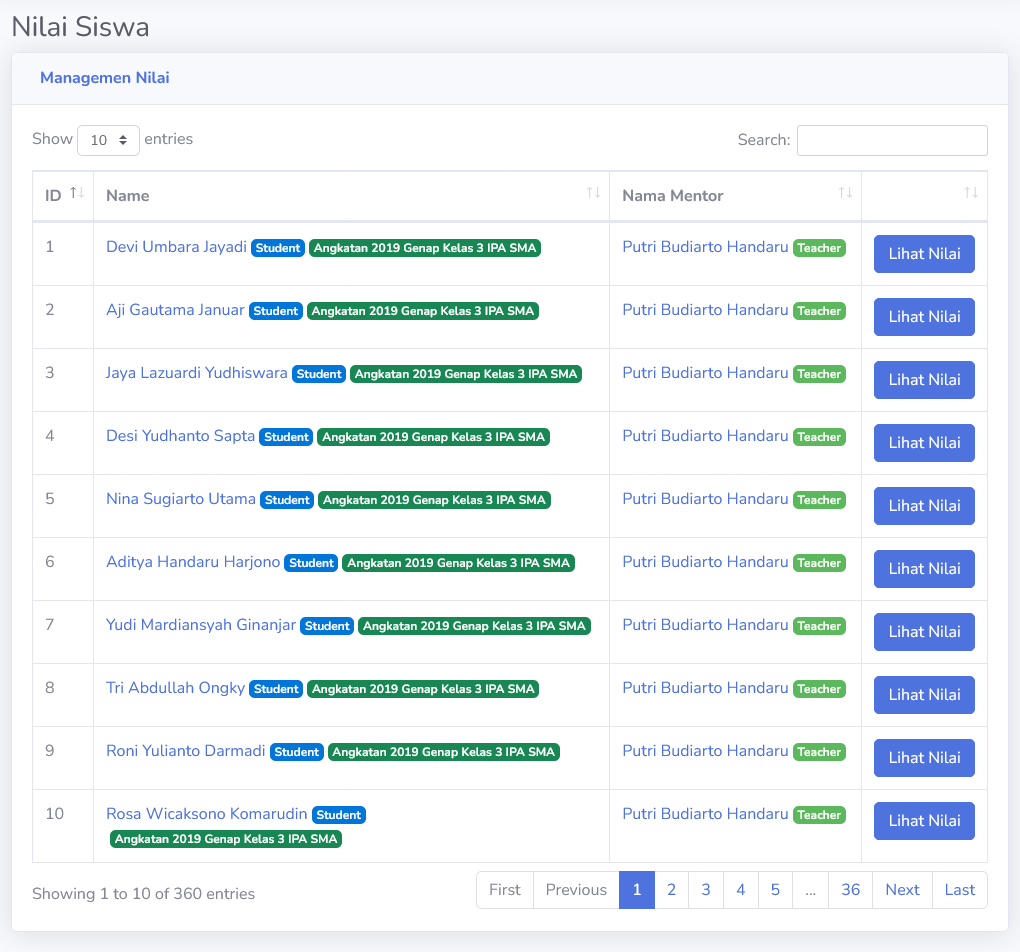 Nilai Siswa
Managemen Nilai
Show 10 entries Search:
ID Name Nama Mentor
1 Devi Umbara Jayadi Student Angkatan 2019 Genap Kelas 3 IPA SMA Putri Budiarto Handaru Teacher Lihat Nilai
2 Aji Gautama Januar Student Angkatan 2019 Genap Kelas 3 IPA SMA Putri Budiarto Handaru Teacher Lihat Nilai
3 Jaya Lazuardi Yudhiswara Student Angkatan 2019 Genap Kelas 3 IPA SMA Putri Budiarto Handaru Teacher Lihat Nilai
4 Desi Yudhanto Sapta Student Angkatan 2019 Genap Kelas 3 IPA SMA Putri Budiarto Handaru Teacher Lihat Nilai
5 Nina Sugiarto Utama Student Angkatan 2019 Genap Kelas 3 IPA SMA Putri Budiarto Handaru Teacher Lihat Nilai
6 Aditya Handaru Harjono Student Angkatan 2019 Genap Kelas 3 IPA SMA Putri Budiarto Handaru Teacher Lihat Nilai
7 Yudi Mardiansyah Ginanjar Student Angkatan 2019 Genap Kelas 3 IPA SMA Putri Budiarto Handaru Teacher Lihat Nilai
8 Tri Abdullah Ongky Student Angkatan 2019 Genap Kelas 3 IPA SMA Putri Budiarto Handaru Teacher Lihat Nilai
9 Roni Yulianto Darmadi Student Angkatan 2019 Genap Kelas 3 IPA SMA Putri Budiarto Handaru Teacher Lihat Nilai
10 Rosa Wicaksono Komarudin Student Putri Budiarto Handaru Teacher Lihat Nilai
Angkatan 2019 Genap Kelas 3 IPA SMA
Showing 1 to 10 of 360 entries First Previous 1 2 3 4 5 ... 36 Next Last